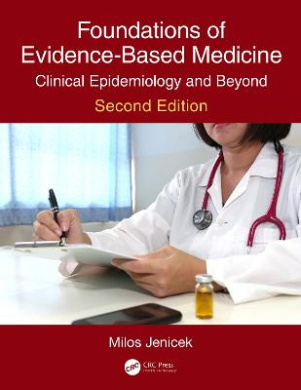 Foundations of
Evidence-Based Medicine
Clinical Epidemiology and Beyond
Second Edition
Milos Jenicek
CRC Press